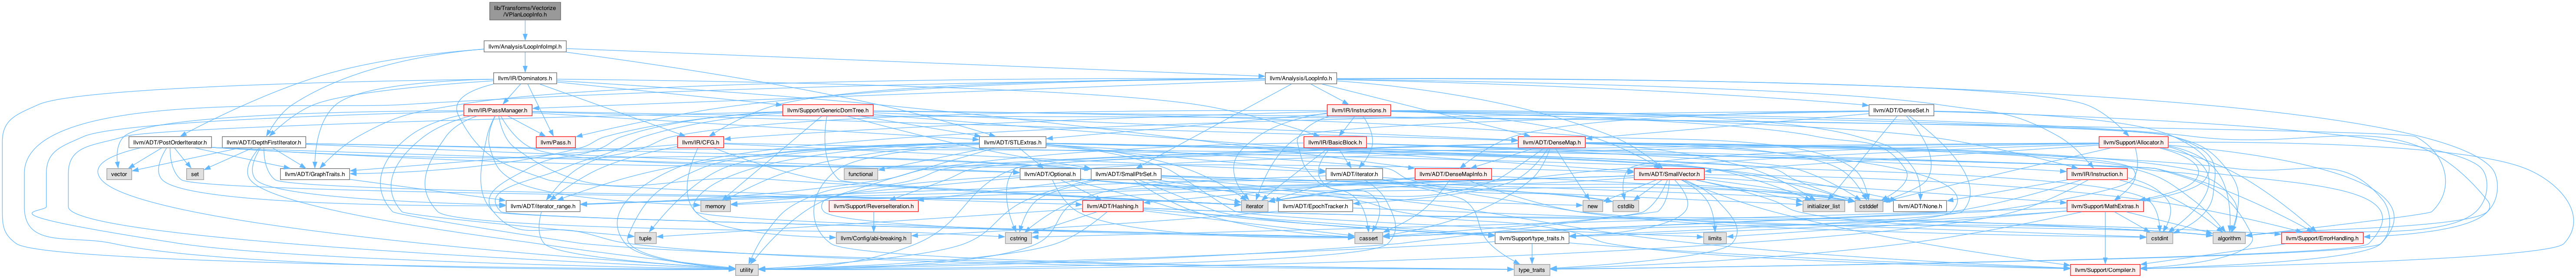 lib/Transforms/Vectorize
/VPlanLoopInfo.h
llvm/Analysis/LoopInfoImpl.h
llvm/IR/Dominators.h
llvm/Analysis/LoopInfo.h
llvm/IR/PassManager.h
llvm/Support/GenericDomTree.h
llvm/IR/Instructions.h
llvm/ADT/DenseSet.h
llvm/ADT/PostOrderIterator.h
llvm/ADT/DepthFirstIterator.h
llvm/Pass.h
llvm/IR/CFG.h
llvm/ADT/STLExtras.h
llvm/IR/BasicBlock.h
llvm/ADT/DenseMap.h
llvm/Support/Allocator.h
vector
set
llvm/ADT/GraphTraits.h
functional
llvm/ADT/Optional.h
llvm/ADT/SmallPtrSet.h
llvm/ADT/ilist.h
llvm/ADT/DenseMapInfo.h
llvm/ADT/SmallVector.h
llvm/IR/Instruction.h
llvm/ADT/iterator_range.h
memory
llvm/Support/ReverseIteration.h
llvm/ADT/Hashing.h
iterator
llvm/ADT/EpochTracker.h
new
cstdlib
initializer_list
cstddef
llvm/ADT/None.h
llvm/Support/MathExtras.h
tuple
llvm/Config/abi-breaking.h
cstring
cassert
llvm/Support/type_traits.h
limits
cstdint
algorithm
llvm/Support/ErrorHandling.h
utility
type_traits
llvm/Support/Compiler.h